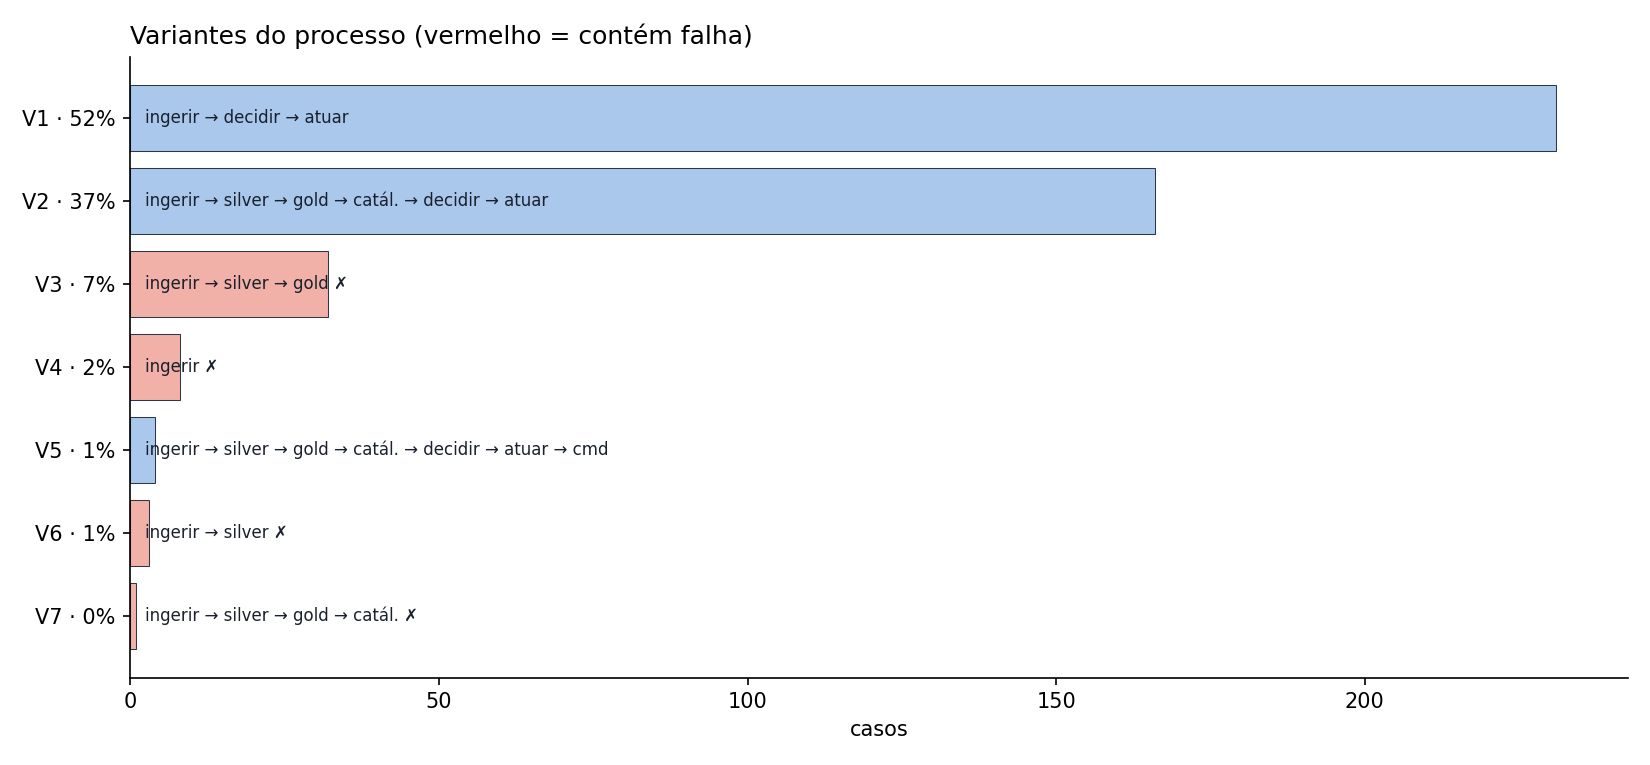 Variantes do processo (vermelho = contém falha)
V1 · 52%
ingerir → decidir → atuar
V2 · 37%
ingerir → silver → gold → catál. → decidir → atuar
V3 · 7%
ingerir → silver → gold ✗
V4 · 2%
ingerir ✗
V5 · 1%
ingerir → silver → gold → catál. → decidir → atuar → cmd
V6 · 1%
ingerir → silver ✗
V7 · 0%
ingerir → silver → gold → catál. ✗
0 50 100 150 200
casos